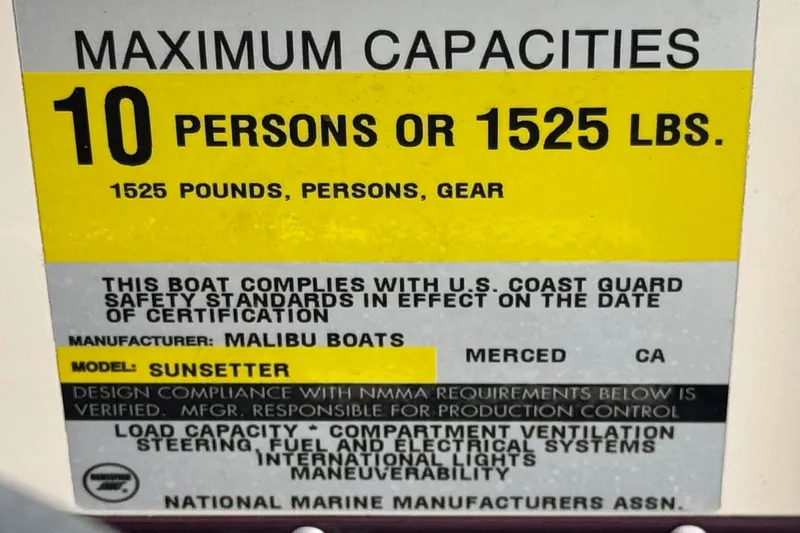 MAXIMUM CAPACITIES
10 PERSONS OR 1525 LBS.
1525 POUNDS, PERSONS, GEAR
THIS BOAT COMPLIES WITH U.S. COAST GUARD
SAFETY STANDARDS IN EFFECT ON THE DATE
OF CERTIFICATION
MANUFACTURER: MALIBU BOATS
MERCED CA
MODEL: SUNSETTER
DESIGN COMPLIANCE WITH NMMA REQUIREMENTS BELOW IS
VERIFIED. MFGR. RESPONSIBLE FOR PRODUCTION CONTROL
LOAD CAPACITY * COMPARTMENT VENTILATION
STEERING, FUEL AND ELECTRICAL SYSTEMS
INTERNATIONAL LIGHTS
MANEUVERABILITY
NATIONAL MARINE MANUFACTURERS ASSN.